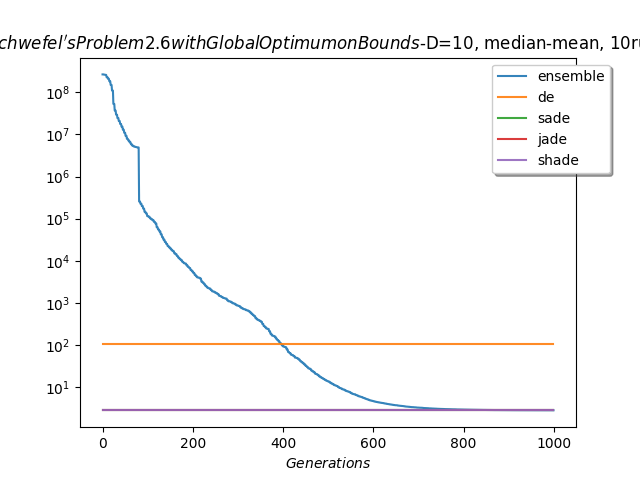 chwefel'sProblem2.6withGlobalOptimumonBounds-D=10, median-mean, 10r
ensemble
de
sade
jade
shade
10^8
10^7
10^6
10^5
10^4
10^3
10^2
10^1
0 200 400 600 800 1000
Generations